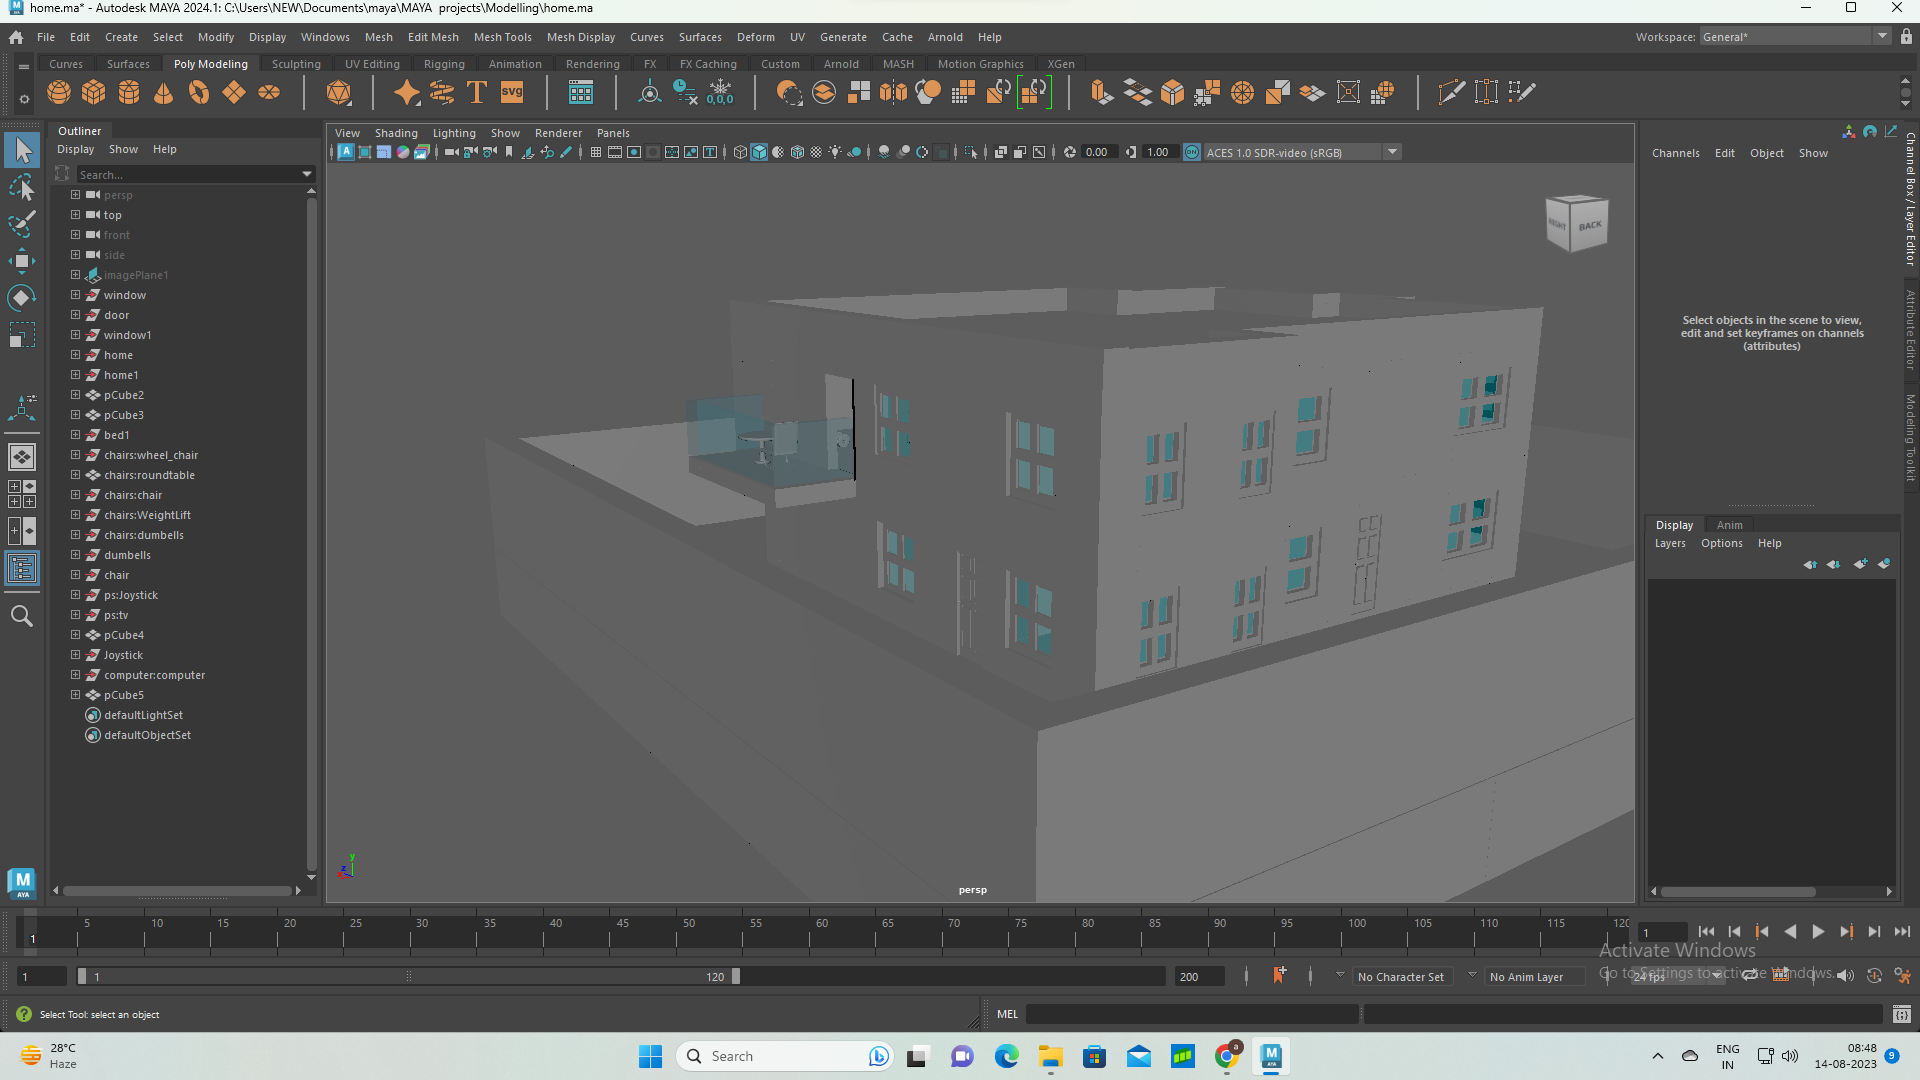 home.ma* - Autodesk MAYA 2024.1: C:\Users\NEW\Documents\maya\MAYA  projects\Modelling\home.ma
File Edit Create Select Modify Display Windows Mesh Edit Mesh Mesh Tools Mesh Display Curves Surfaces Deform UV Generate Cache Arnold Help
Workspace: General*
Curves Surfaces Poly Modeling Sculpting UV Editing Rigging Animation Rendering FX FX Caching Custom Arnold MASH Motion Graphics XGen
T SVG 0,0,0
Outliner
Display Show Help
Search...
persp
top
front
side
imagePlane1
window
door
window1
home
home1
pCube2
pCube3
bed1
chairs:wheel_chair
chairs:roundtable
chairs:chair
chairs:WeightLift
chairs:dumbells
dumbells
chair
ps:Joystick
ps:tv
pCube4
Joystick
computer:computer
pCube5
defaultLightSet
defaultObjectSet
M
AYA
View Shading Lighting Show Renderer Panels
0.00 1.00 ON ACES 1.0 SDR-video (sRGB)
RIGHT BACK
y
z
x
persp
Channels Edit Object Show
Select objects in the scene to view,
edit and set keyframes on channels
(attributes)
Channel Box / Layer Editor
Attribute Editor
Modeling Toolkit
Display Anim
Layers Options Help
5 10 15 20 25 30 35 40 45 50 55 60 65 70 75 80 85 90 95 100 105 110 115 120
1
1
Activate Windows
Go to Settings to activate Windows.
1 1 120 200 No Character Set No Anim Layer 24 fps
Select Tool: select an object
MEL
28°C
Haze
Search
a
M
AYA
ENG
IN
08:48
14-08-2023
9